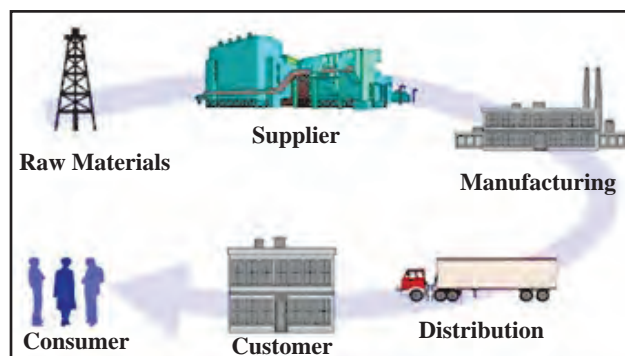 Raw Materials
Supplier
Manufacturing
Distribution
Customer
Consumer